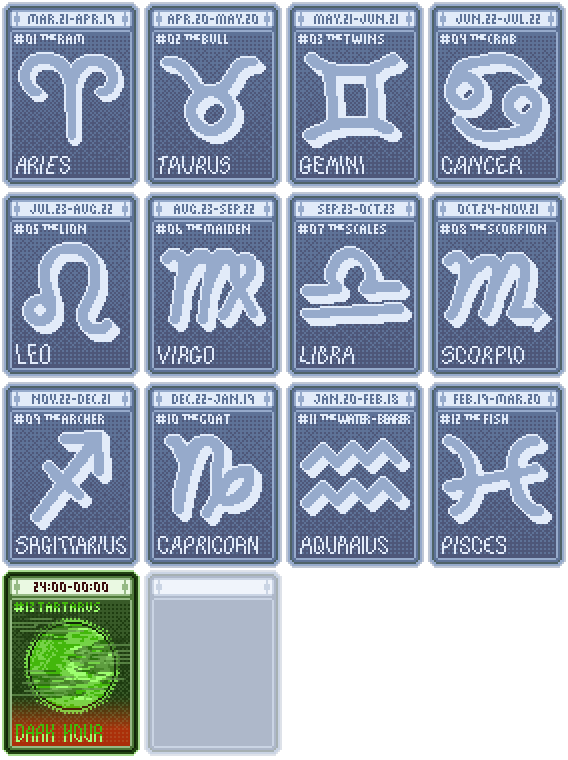 MAR.21-APR.19
#01 THE RAM
ARIES
APR.20-MAY.20
#02 THE BULL
TAURUS
MAY.21-JUN.21
#03 THE TWINS
GEMINI
JUN.22-JUL.22
#04 THE CRAB
CANCER
JUL.23-AUG.22
#05 THE LION
LEO
AUG.23-SEP.22
#06 THE MAIDEN
VIRGO
SEP.23-OCT.23
#07 THE SCALES
LIBRA
OCT.24-NOV.21
#08 THE SCORPION
SCORPIO
NOV.22-DEC.21
#09 THE ARCHER
SAGITTARIUS
DEC.22-JAN.19
#10 THE GOAT
CAPRICORN
JAN.20-FEB.18
#11 THE WATER-BEARER
AQUARIUS
FEB.19-MAR.20
#12 THE FISH
PISCES
24:00-00:00
#13 TARTARUS
DARK HOUR